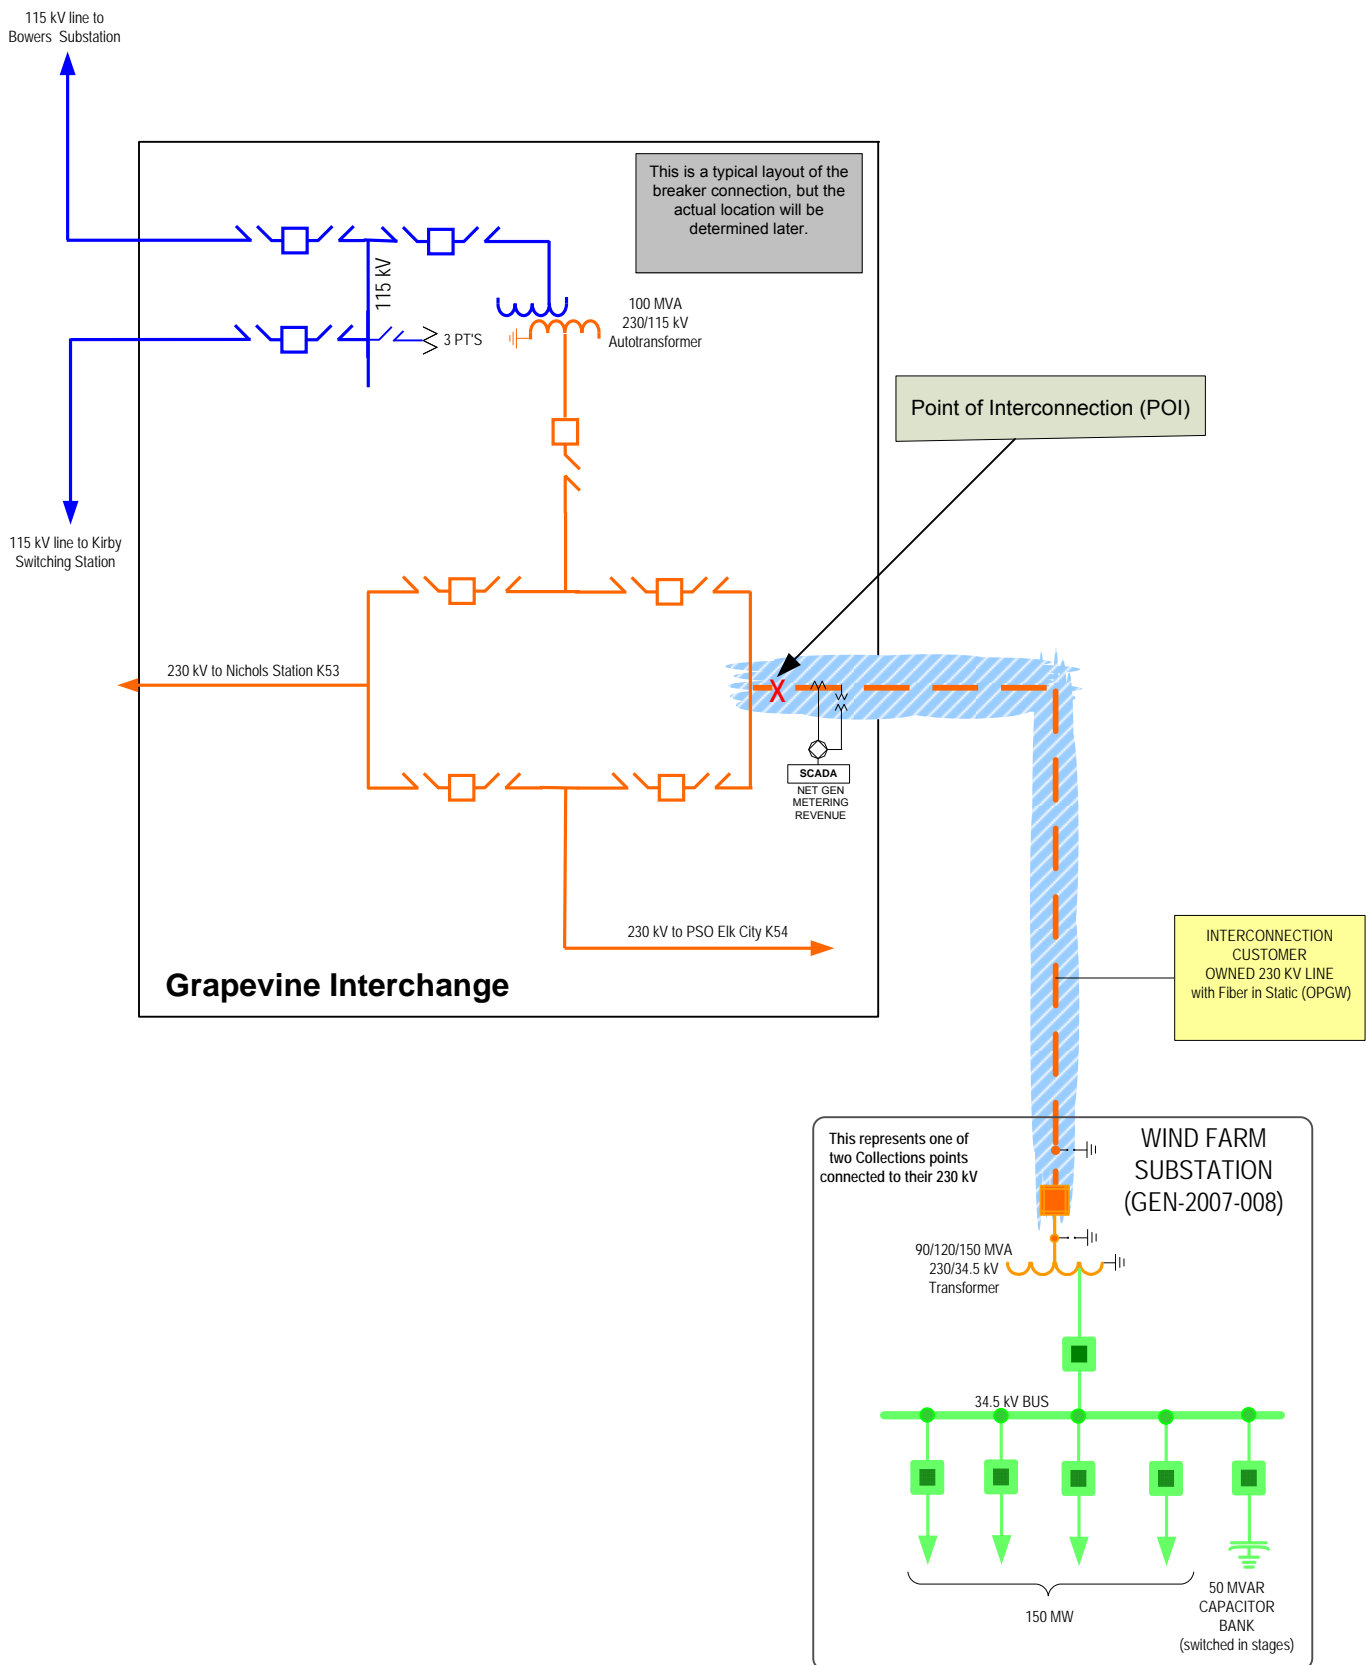 115 kV line to
Bowers Substation
This is a typical layout of the
breaker connection, but the
actual location will be
determined later.
115 kV
3 PT'S
100 MVA
230/115 kV
Autotransformer
Point of Interconnection (POI)
115 kV line to Kirby
Switching Station
230 kV to Nichols Station K53
X
SCADA
NET GEN
METERING
REVENUE
230 kV to PSO Elk City K54
Grapevine Interchange
INTERCONNECTION
CUSTOMER
OWNED 230 KV LINE
with Fiber in Static (OPGW)
This represents one of
two Collections points
connected to their 230 kV
WIND FARM
SUBSTATION
(GEN-2007-008)
90/120/150 MVA
230/34.5 kV
Transformer
34.5 kV BUS
150 MW
50 MVAR
CAPACITOR
BANK
(switched in stages)